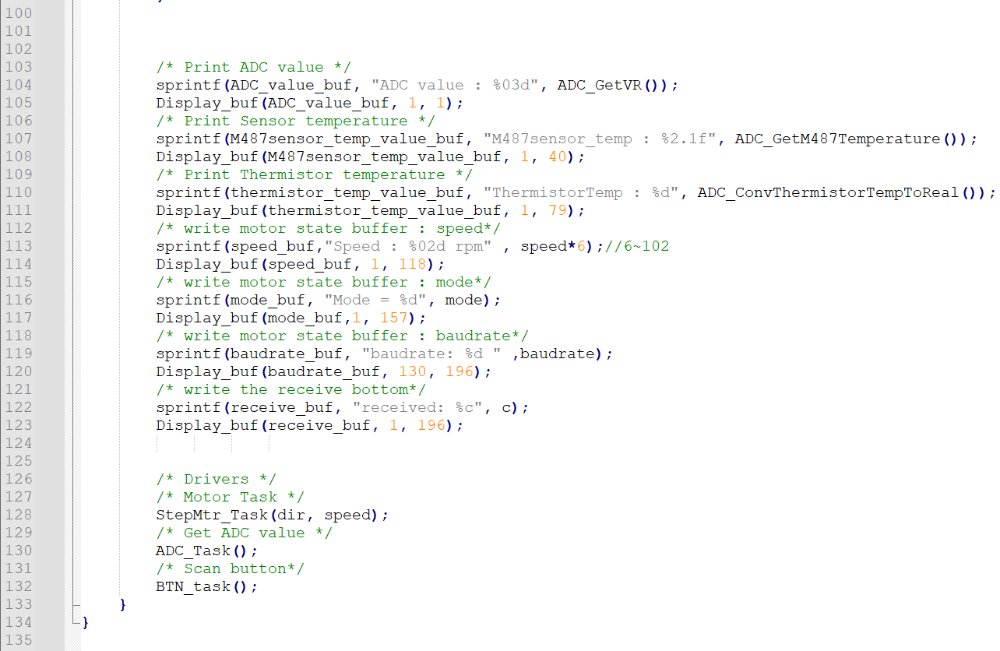 100
101
102
103 /* Print ADC value */
104 sprintf(ADC_value_buf, "ADC value : %03d", ADC_GetVR());
105 Display_buf(ADC_value_buf, 1, 1);
106 /* Print Sensor temperature */
107 sprintf(M487sensor_temp_value_buf, "M487sensor_temp : %2.1f", ADC_GetM487Temperature());
108 Display_buf(M487sensor_temp_value_buf, 1, 40);
109 /* Print Thermistor temperature */
110 sprintf(thermistor_temp_value_buf, "ThermistorTemp : %d", ADC_ConvThermistorTempToReal());
111 Display_buf(thermistor_temp_value_buf, 1, 79);
112 /* write motor state buffer : speed*/
113 sprintf(speed_buf,"Speed : %02d rpm" , speed*6);//6~102
114 Display_buf(speed_buf, 1, 118);
115 /* write motor state buffer : mode*/
116 sprintf(mode_buf, "Mode = %d", mode);
117 Display_buf(mode_buf,1, 157);
118 /* write motor state buffer : baudrate*/
119 sprintf(baudrate_buf, "baudrate: %d " ,baudrate);
120 Display_buf(baudrate_buf, 130, 196);
121 /* write the receive bottom*/
122 sprintf(receive_buf, "received: %c", c);
123 Display_buf(receive_buf, 1, 196);
124
125
126 /* Drivers */
127 /* Motor Task */
128 StepMtr_Task(dir, speed);
129 /* Get ADC value */
130 ADC_Task();
131 /* Scan button*/
132 BTN_task();
133 }
134 }
135